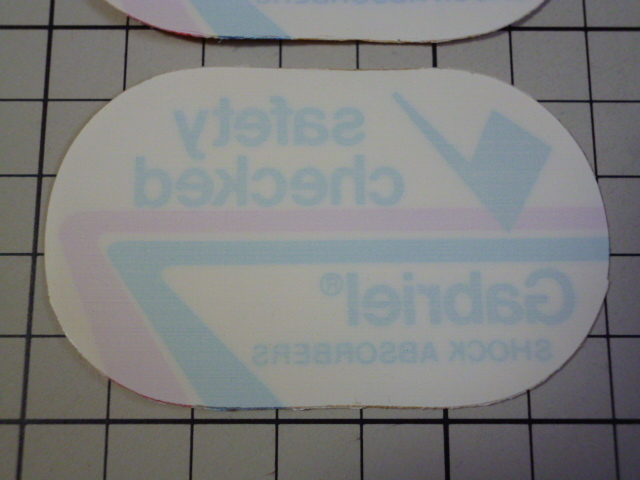 safety
checked
Gabriel®
SHOCK ABSORBERS